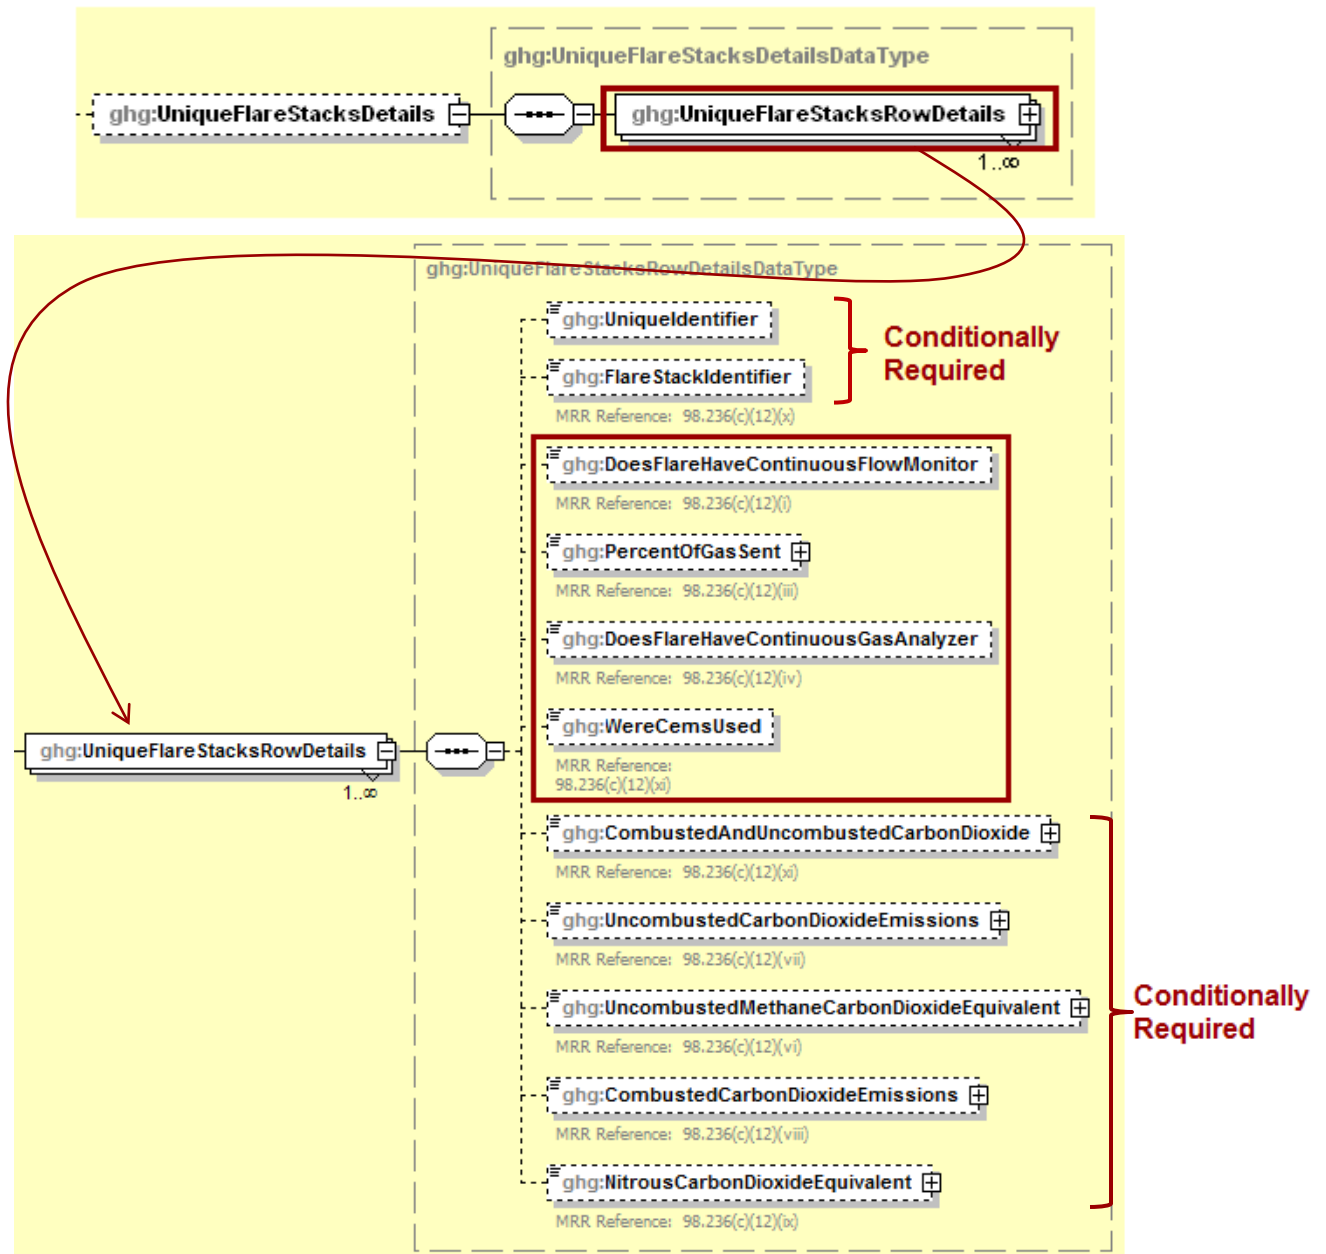 ghg:UniqueFlareStacksDetailsDataType
ghg:UniqueFlareStacksDetails
ghg:UniqueFlareStacksRowDetails
1..∞
ghg:UniqueFlareStacksRowDetailsDataType
ghg:UniqueIdentifier
Conditionally
Required
ghg:FlareStackIdentifier
MRR Reference: 98.236(c)(12)(x)
ghg:DoesFlareHaveContinuousFlowMonitor
MRR Reference: 98.236(c)(12)(i)
ghg:PercentOfGasSent
MRR Reference: 98.236(c)(12)(iii)
ghg:DoesFlareHaveContinuousGasAnalyzer
MRR Reference: 98.236(c)(12)(iv)
ghg:WereCemsUsed
MRR Reference:
98.236(c)(12)(xi)
ghg:UniqueFlareStacksRowDetails
1..∞
ghg:CombustedAndUncombustedCarbonDioxide
MRR Reference: 98.236(c)(12)(xi)
ghg:UncombustedCarbonDioxideEmissions
MRR Reference: 98.236(c)(12)(vii)
ghg:UncombustedMethaneCarbonDioxideEquivalent
MRR Reference: 98.236(c)(12)(vi)
Conditionally
Required
ghg:CombustedCarbonDioxideEmissions
MRR Reference: 98.236(c)(12)(viii)
ghg:NitrousCarbonDioxideEquivalent
MRR Reference: 98.236(c)(12)(ix)